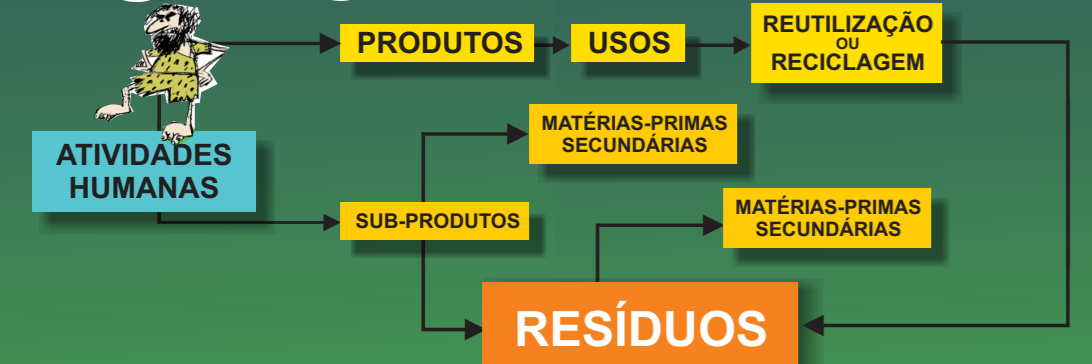 PRODUTOS
USOS
REUTILIZAÇÃO
OU
RECICLAGEM
MATÉRIAS-PRIMAS
SECUNDÁRIAS
ATIVIDADES
HUMANAS
SUB-PRODUTOS
MATÉRIAS-PRIMAS
SECUNDÁRIAS
RESÍDUOS